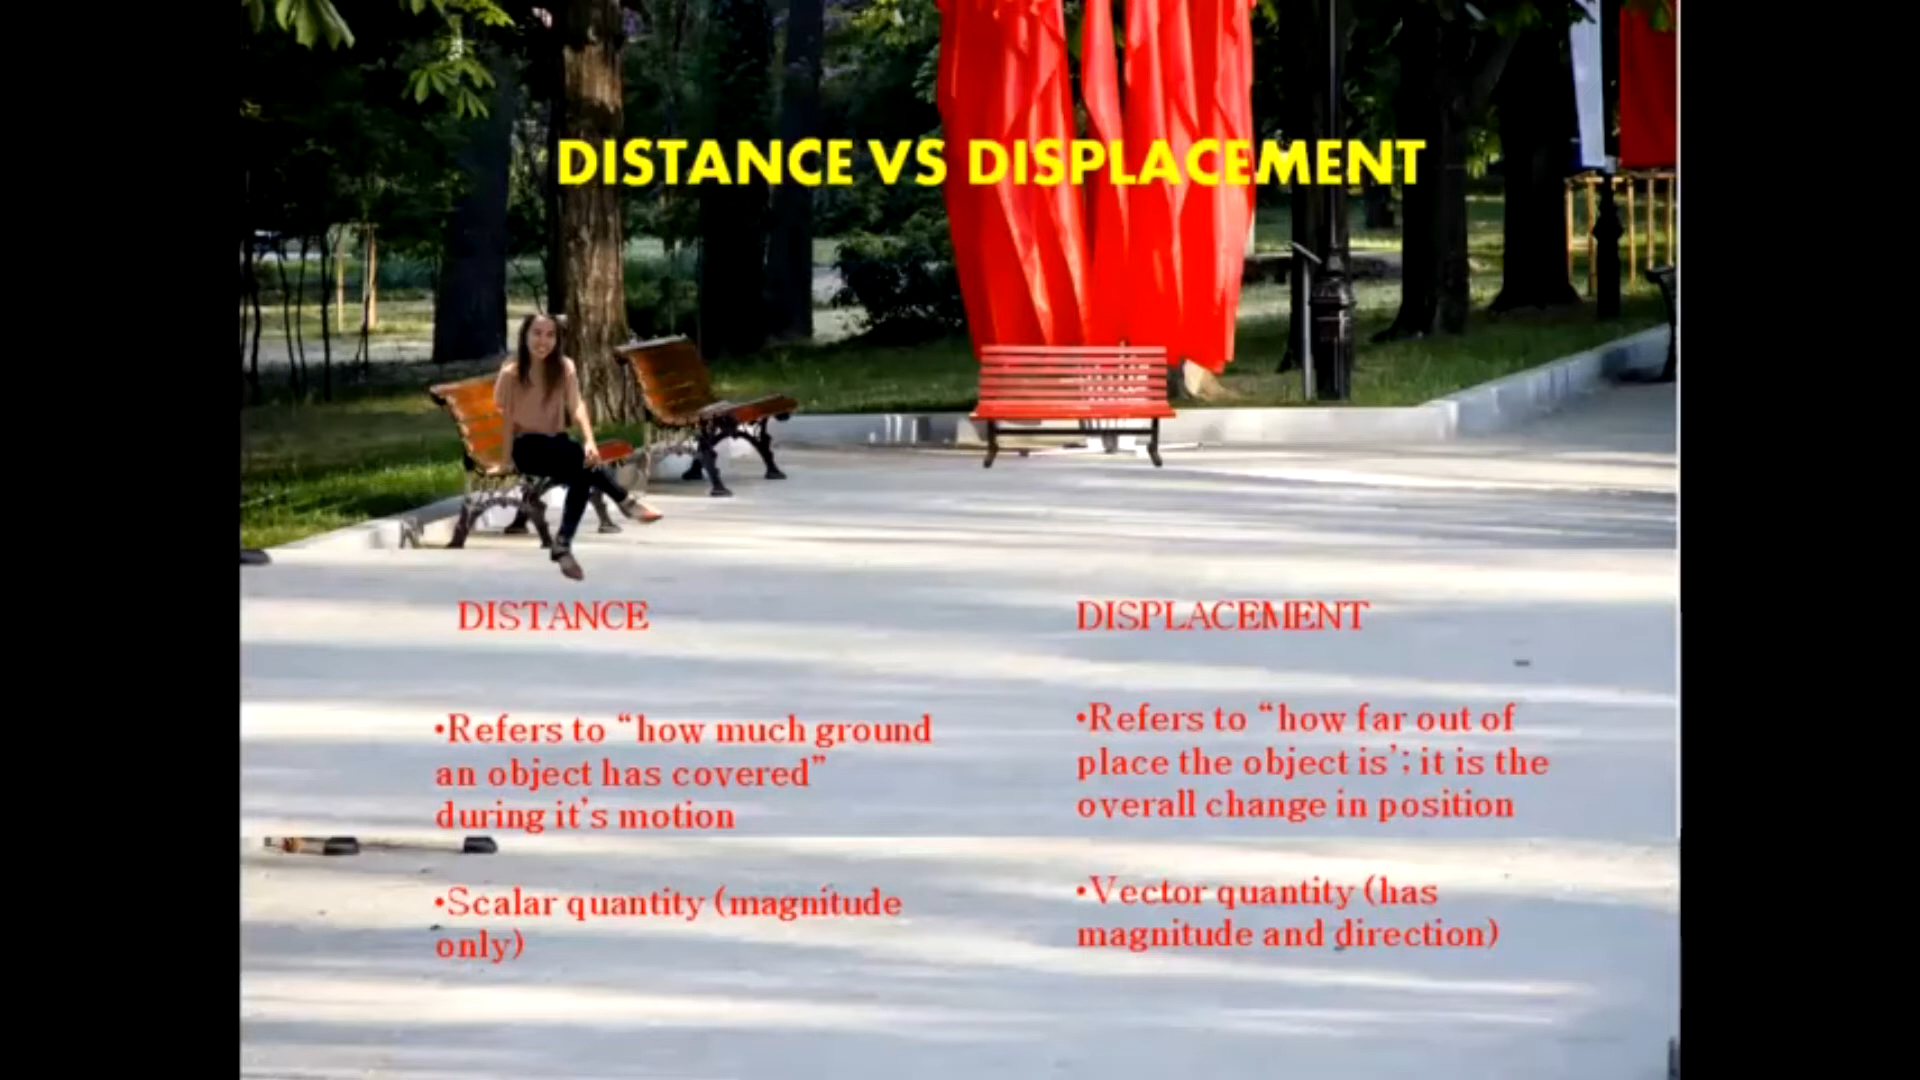 DISTANCE VS DISPLACEMENT
DISTANCE
•Refers to “how much ground
an object has covered”
during it’s motion
•Scalar quantity (magnitude
only)
DISPLACEMENT
•Refers to “how far out of
place the object is’; it is the
overall change in position
•Vector quantity (has
magnitude and direction)